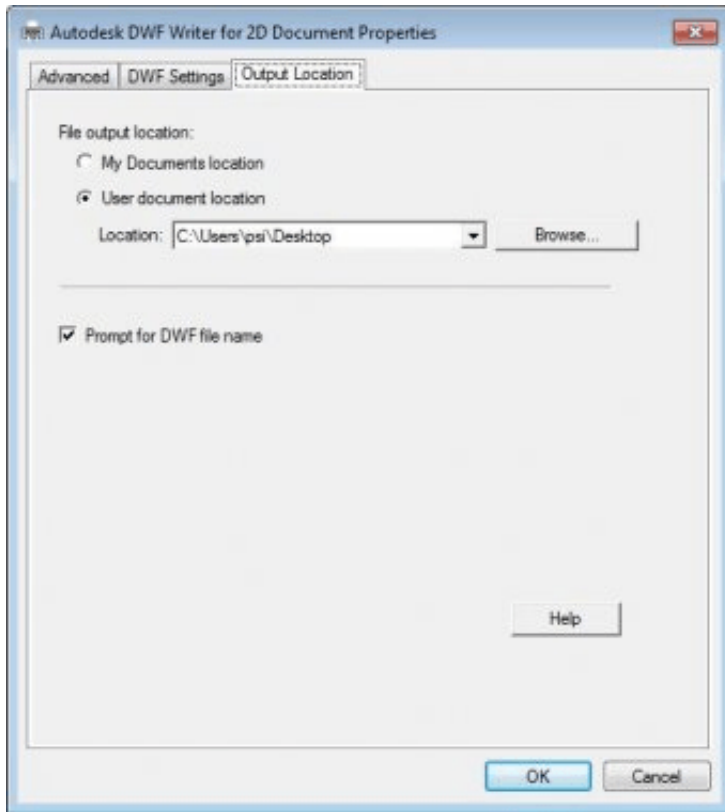 Autodesk DWF Writer for 2D Document Properties
Advanced DWF Settings Output Location
File output location:
My Documents location
User document location
Location: C:\Users\psi\Desktop Browse...
Prompt for DWF file name
Help
OK Cancel